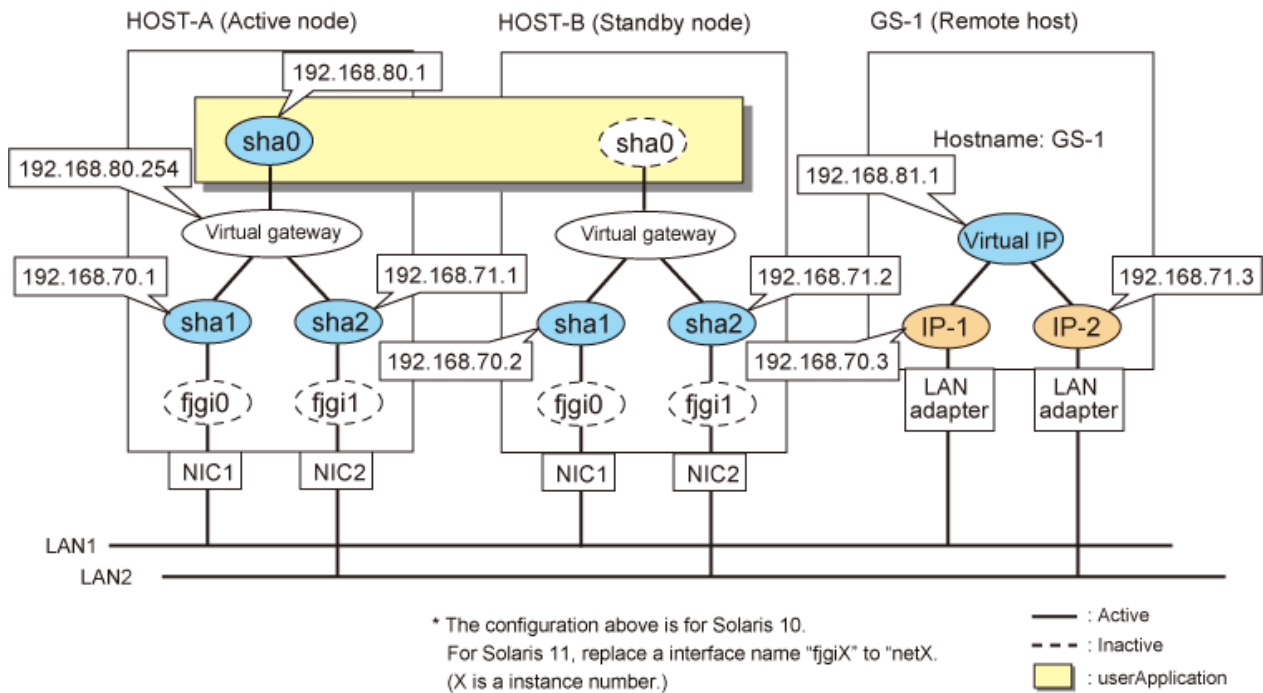 HOST-A (Active node)
HOST-B (Standby node)
GS-1 (Remote host)
192.168.80.1
sha0
sha0
Hostname: GS-1
192.168.80.254
192.168.81.1
Virtual gateway
Virtual gateway
Virtual IP
192.168.70.1
192.168.71.1
192.168.71.2
192.168.71.3
sha1
sha2
sha1
sha2
IP-1
IP-2
192.168.70.2
192.168.70.3
fjgi0
fjgi1
fjgi0
fjgi1
LAN
adapter
LAN
adapter
NIC1
NIC2
NIC1
NIC2
LAN1
LAN2
* The configuration above is for Solaris 10.
For Solaris 11, replace a interface name “fjgiX” to “netX.
(X is a instance number.)
: Active
: Inactive
: userApplication